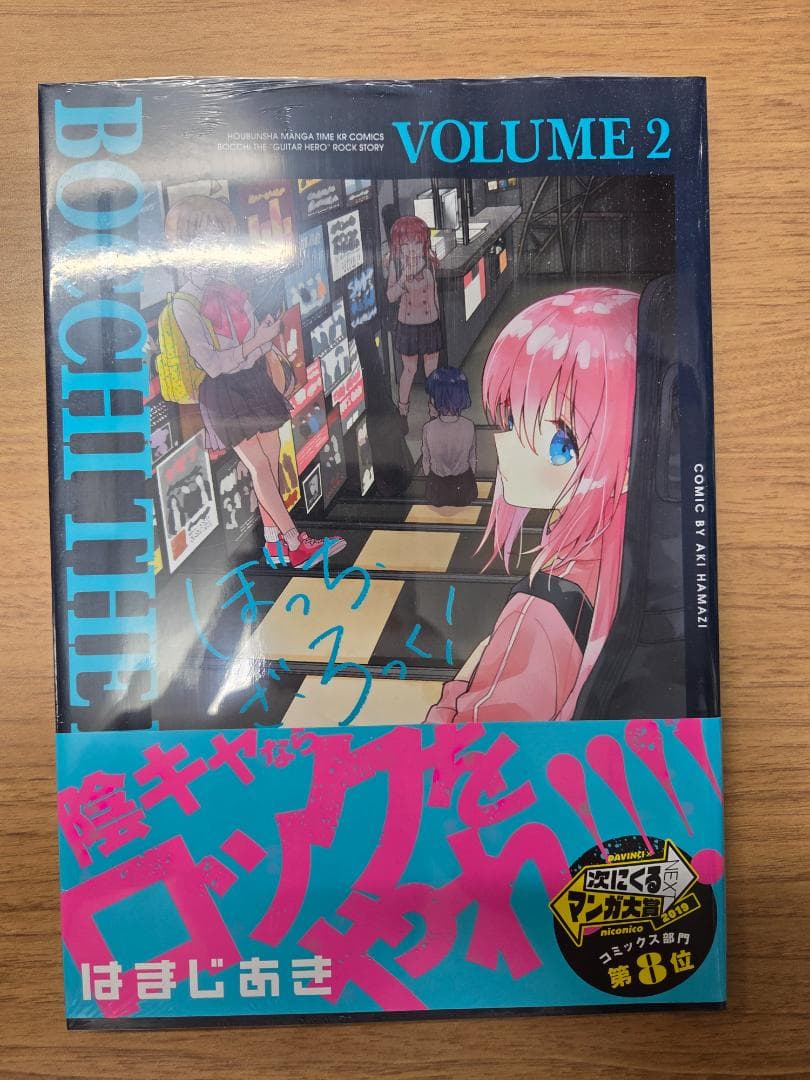 HOUBUNSHA MANGA TIME KR COMICS
BOCCHI THE "GUITAR HERO" ROCK STORY
VOLUME 2
BOCCHI THE
COMIC BY AKI HAMAZI
ぼっち・
ざ・ろっく!
陰キャなら
ロックを
やれ!!!!
はまじあき
DAVINCI×
次にくる
マンガ大賞
NEXT
2019
niconico
コミックス部門
第8位